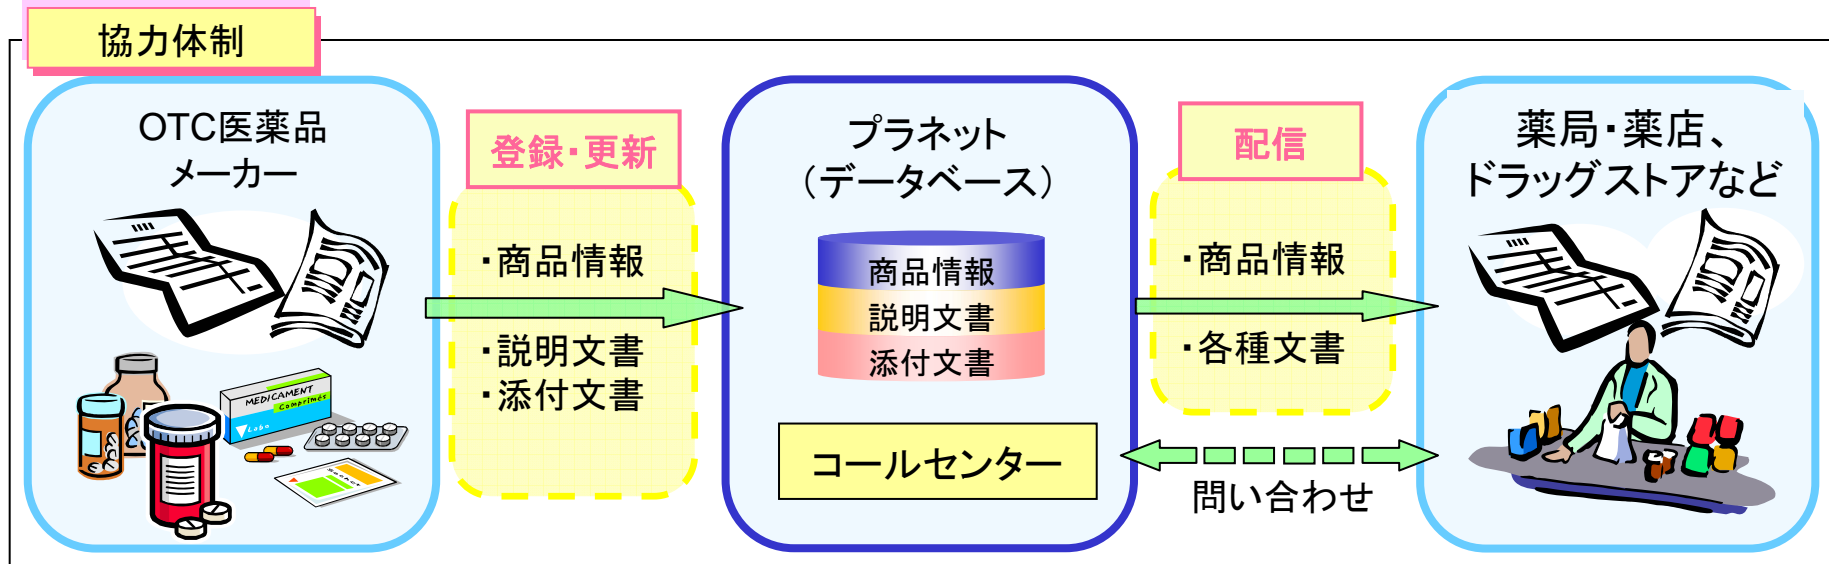 協力体制
OTC医薬品
メーカー
登録・更新
・商品情報
・説明文書
・添付文書
MEDICAMENT
Comprimés
Labo
プラネット
（データベース）
商品情報
説明文書
添付文書
コールセンター
配信
・商品情報
・各種文書
問い合わせ
薬局・薬店、
ドラッグストアなど